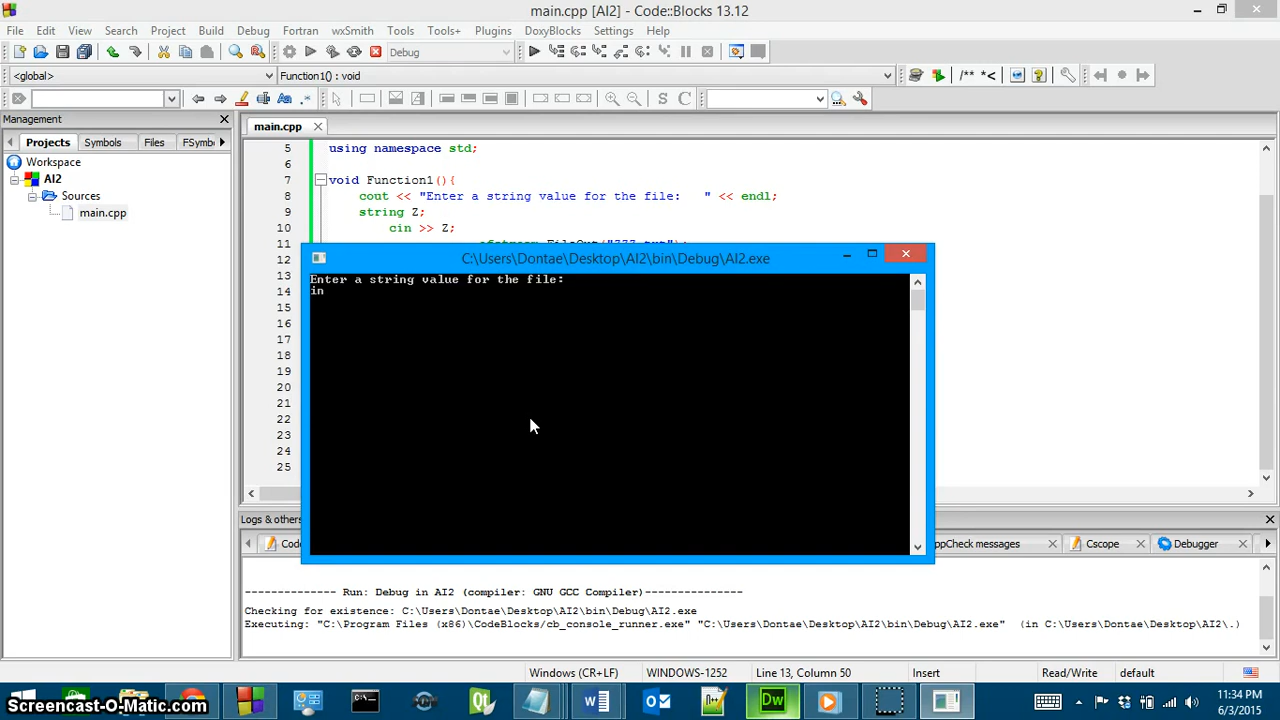 main.cpp [AI2] - Code::Blocks 13.12
File Edit View Search Project Build Debug Fortran wxSmith Tools Tools+ Plugins DoxyBlocks Settings Help
Debug
<global> Function1() : void /** *<
S C
Management
main.cpp
Projects Symbols Files FSymbo
Workspace
AI2
Sources
main.cpp
5 using namespace std;
6
7 void Function1(){
8 cout << "Enter a string value for the file:   " << endl;
9 string Z;
10 cin >> Z;
11
12
13
14
15
16
17
18
19
20
21
22
23
24
25
C:\Users\Dontae\Desktop\AI2\bin\Debug\AI2.exe
Enter a string value for the file:
in
Logs & others
Cod ppCheck messages Cscope Debugger
-------------- Run: Debug in AI2 (compiler: GNU GCC Compiler)---------------
Checking for existence: C:\Users\Dontae\Desktop\AI2\bin\Debug\AI2.exe
Executing: "C:\Program Files (x86)\CodeBlocks/cb_console_runner.exe" "C:\Users\Dontae\Desktop\AI2\bin\Debug\AI2.exe"  (in C:\Users\Dontae\Desktop\AI2\.)
Windows (CR+LF) WINDOWS-1252 Line 13, Column 50 Insert Read/Write default
Qt W Dw
11:34 PM
6/3/2015
Screencast-O-Matic.com